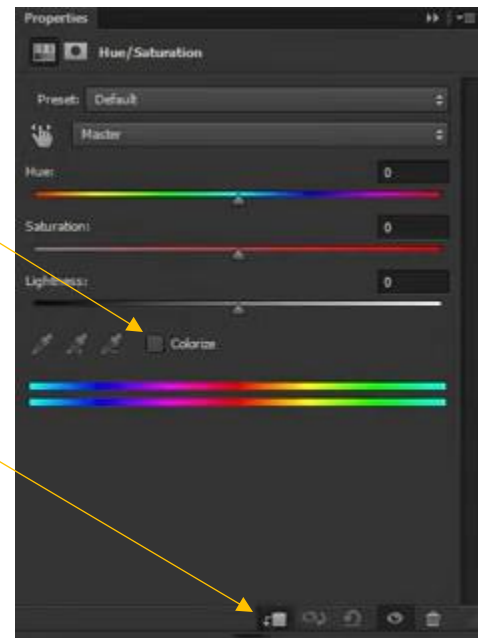 Properties
Hue/Saturation
Preset: Default
Master
Hue: 0
Saturation: 0
Lightness: 0
Colorize